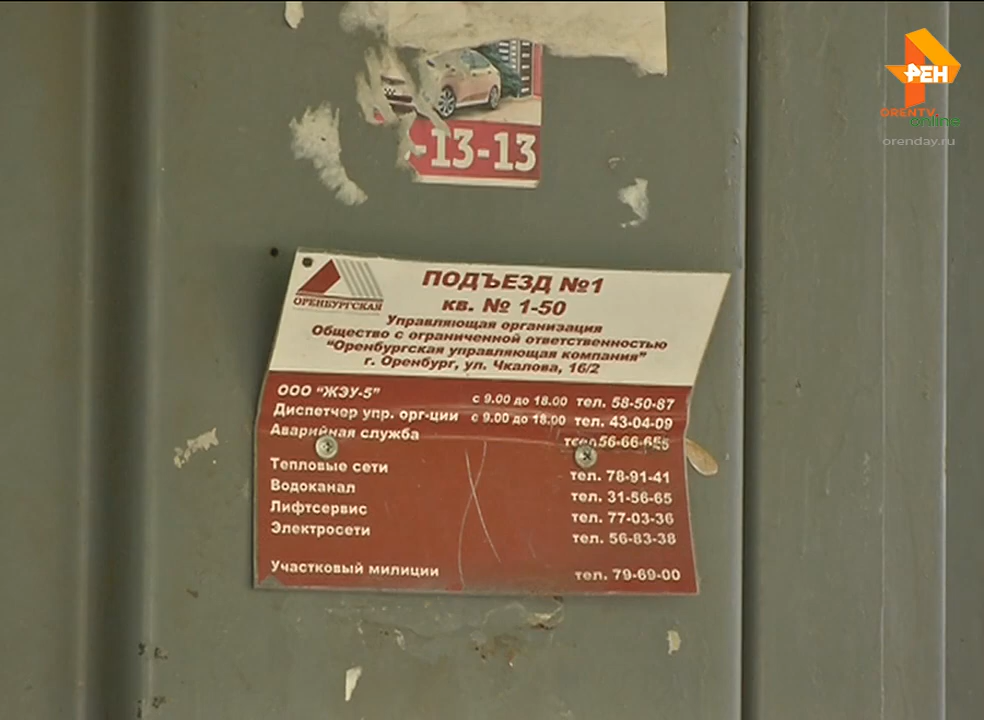 -13-13
РЕН
ORENTV
online
orenday.ru
ОРЕНБУРГСКАЯ
ПОДЪЕЗД №1
кв. № 1-50
Управляющая организация
Общество с ограниченной ответственностью
"Оренбургская управляющая компания"
г. Оренбург, ул. Чкалова, 16/2
ООО "ЖЭУ-5" с 9.00 до 18.00 тел. 58-50-87
Диспетчер упр. орг-ции с 9.00 до 18.00 тел. 43-04-09
Аварийная служба
Тепловые сети тел. 78-91-41
Водоканал тел. 31-56-65
Лифтсервис тел. 77-03-36
Электросети тел. 56-83-38
Участковый милиции тел. 79-69-00